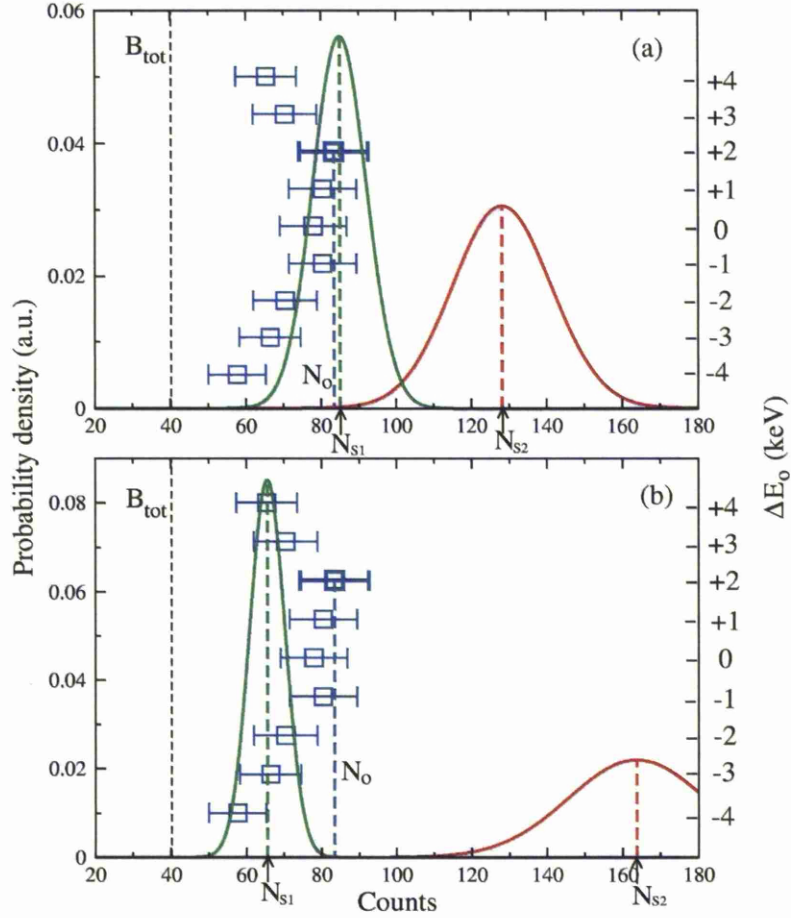 B_tot
(a)
0.06
0.04
0.02
0
+4
+3
+2
+1
0
-1
-2
-3
-4
N_o
20 40 60 80 100 120 140 160 180
N_S1
N_S2
Probability density (a.u.)
ΔE_o (keV)
B_tot
(b)
0.08
0.06
0.04
0.02
0
+4
+3
+2
+1
0
-1
-2
-3
-4
N_o
20 40 60 80 100 120 140 160 180
N_S1
Counts
N_S2